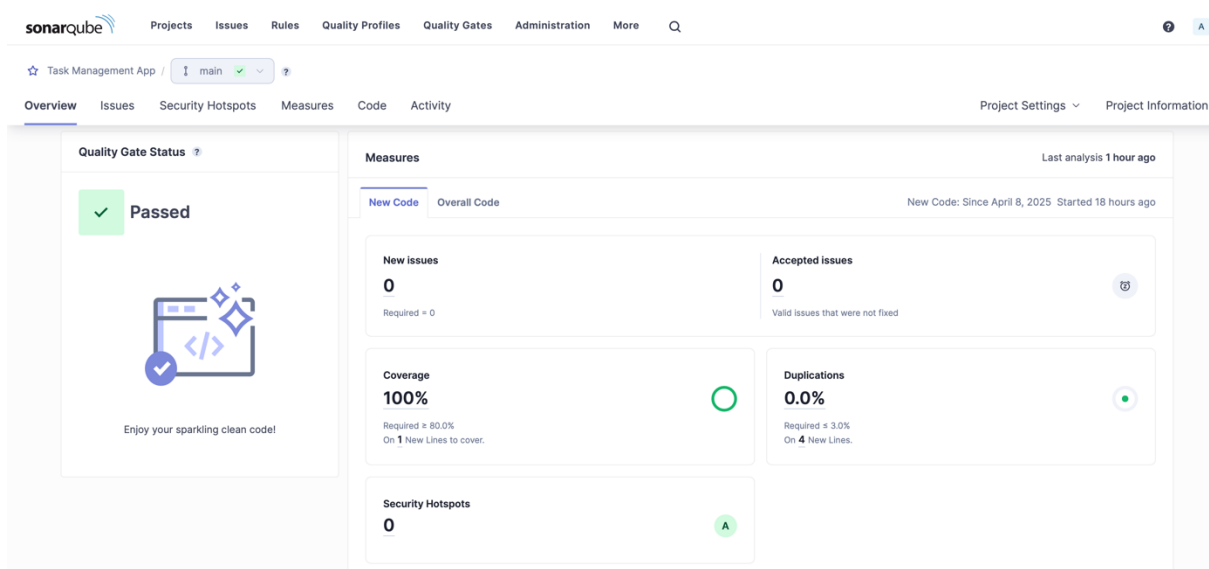 sonarqube Projects Issues Rules Quality Profiles Quality Gates Administration More ? A
Task Management App / main ?
Overview Issues Security Hotspots Measures Code Activity Project Settings Project Information
Quality Gate Status ?
Passed
Enjoy your sparkling clean code!
Measures Last analysis 1 hour ago
New Code Overall Code New Code: Since April 8, 2025 Started 18 hours ago
New issues
0
Required = 0
Accepted issues
0
Valid issues that were not fixed
Coverage
100%
Required ≥ 80.0%
On 1 New Lines to cover.
Duplications
0.0%
Required ≤ 3.0%
On 4 New Lines.
Security Hotspots
0
A